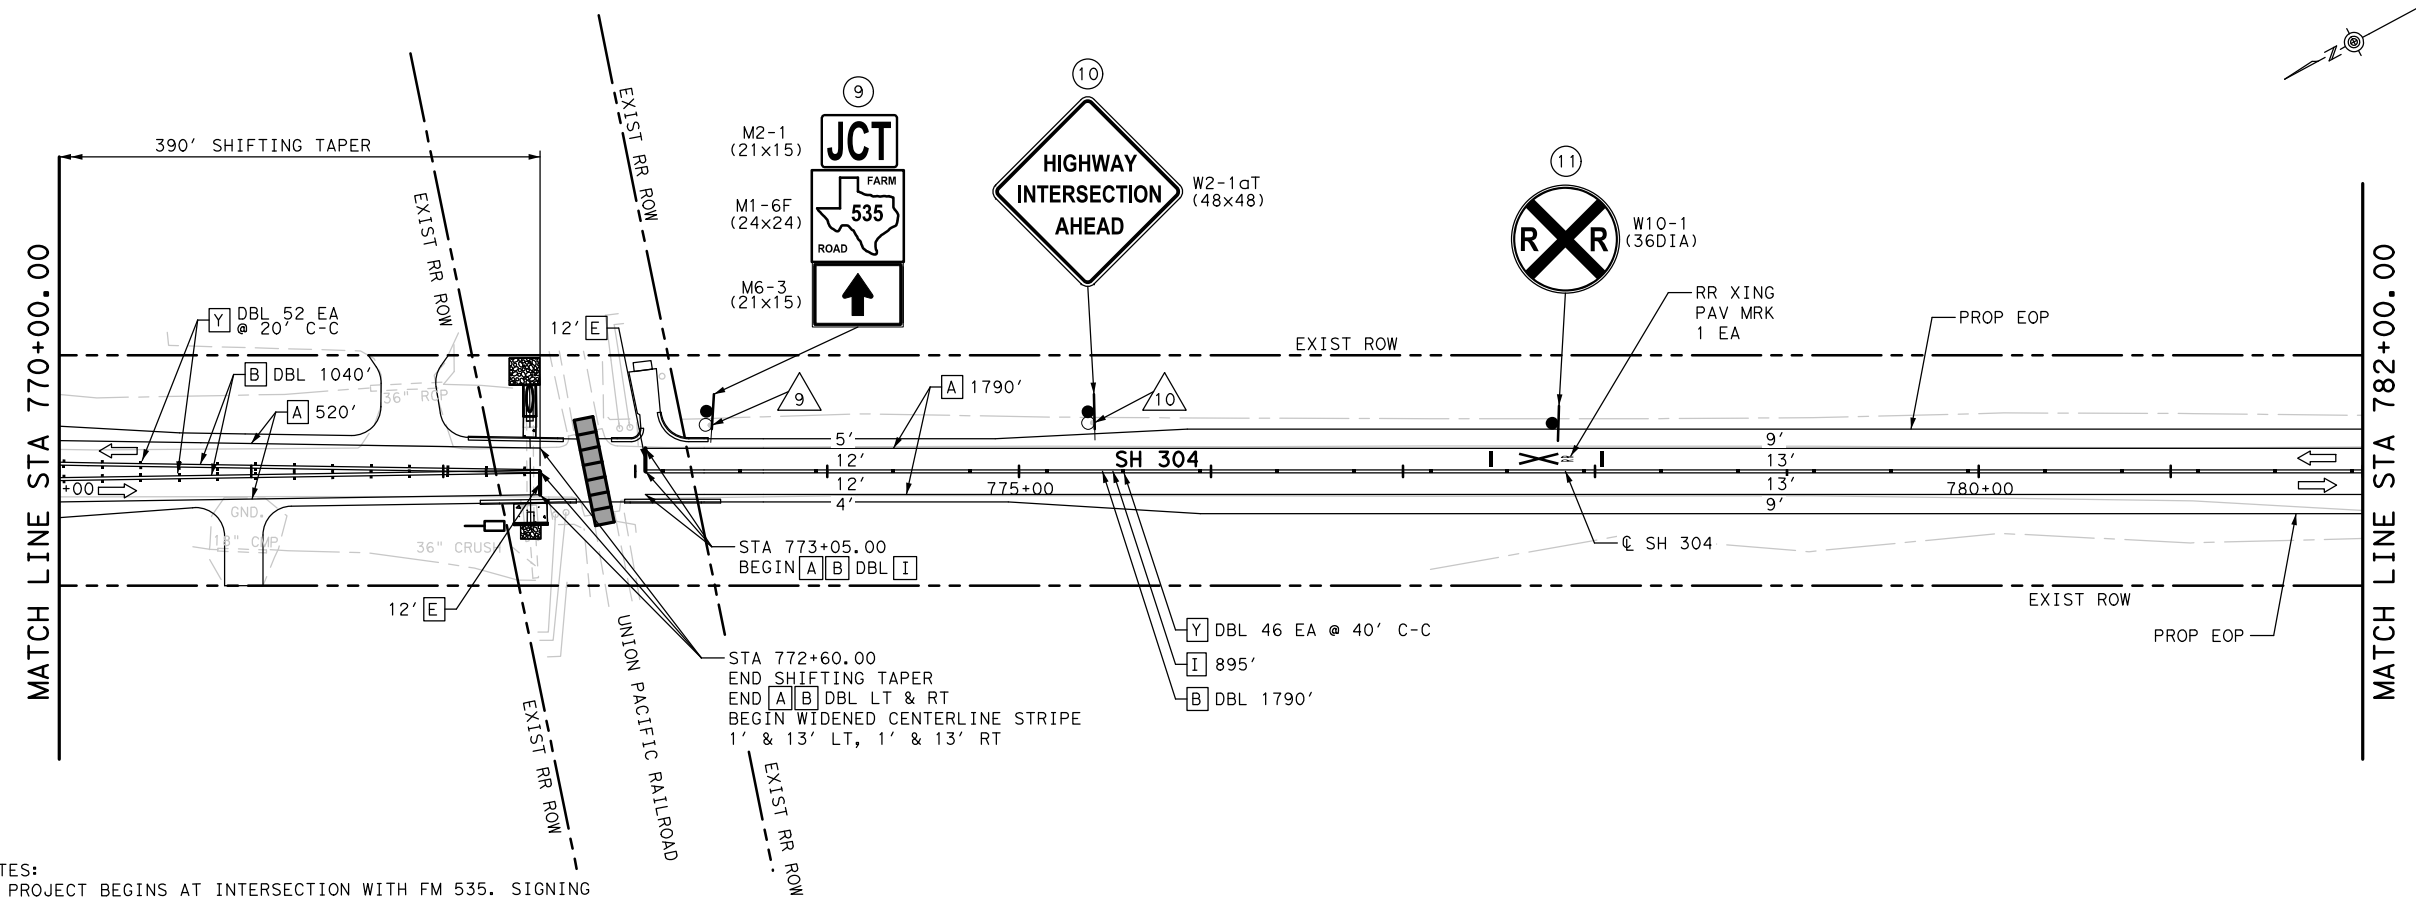 9
10
11
M2-1
(21x15)
JCT
M1-6F
(24x24)
FARM
535
ROAD
M6-3
(21x15)
HIGHWAY
INTERSECTION
AHEAD
W2-1aT
(48x48)
R R
W10-1
(36DIA)
N
390' SHIFTING TAPER
EXIST RR ROW
EXIST RR ROW
MATCH LINE STA 770+00.00
MATCH LINE STA 782+00.00
Y DBL 52 EA
@ 20' C-C
B DBL 1040'
A 520'
36" RCP
12' E
9
10
A 1790'
EXIST ROW
RR XING
PAV MRK
1 EA
PROP EOP
5'
12'
12'
4'
SH 304
775+00
9'
13'
13'
9'
780+00
+00
GND.
18" CMP
36" CRUSH
12' E
STA 773+05.00
BEGIN A B DBL I
℄ SH 304
EXIST ROW
PROP EOP
Y DBL 46 EA @ 40' C-C
I 895'
B DBL 1790'
STA 772+60.00
END SHIFTING TAPER
END A B DBL LT & RT
BEGIN WIDENED CENTERLINE STRIPE
1' & 13' LT, 1' & 13' RT
UNION PACIFIC RAILROAD
EXIST RR ROW
EXIST RR ROW
TES:
PROJECT BEGINS AT INTERSECTION WITH FM 535. SIGNING